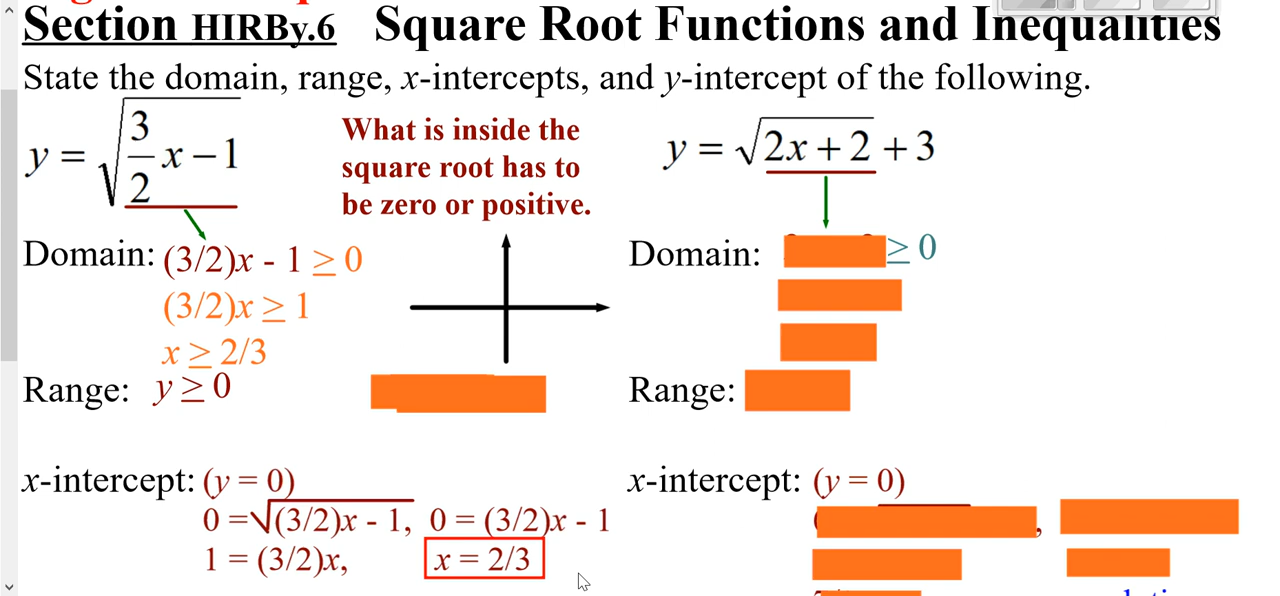 Section HIRBy.6 Square Root Functions and Inequalities
State the domain, range, x-intercepts, and y-intercept of the following.
y = √(3/2 x − 1)
What is inside the
square root has to
be zero or positive.
y = √(2x + 2) + 3
Domain: (3/2)x - 1 ≥ 0
(3/2)x ≥ 1
x ≥ 2/3
Range: y ≥ 0
x-intercept: (y = 0)
0 =√(3/2)x - 1, 0 = (3/2)x - 1
1 = (3/2)x, x = 2/3
Domain: ≥ 0
Range:
x-intercept: (y = 0)
,